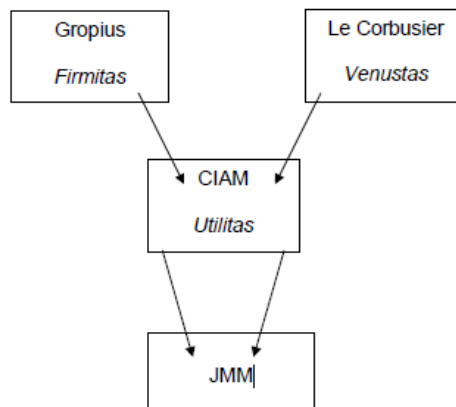 Gropius
Firmitas
Le Corbusier
Venustas
CIAM
Utilitas
JMM